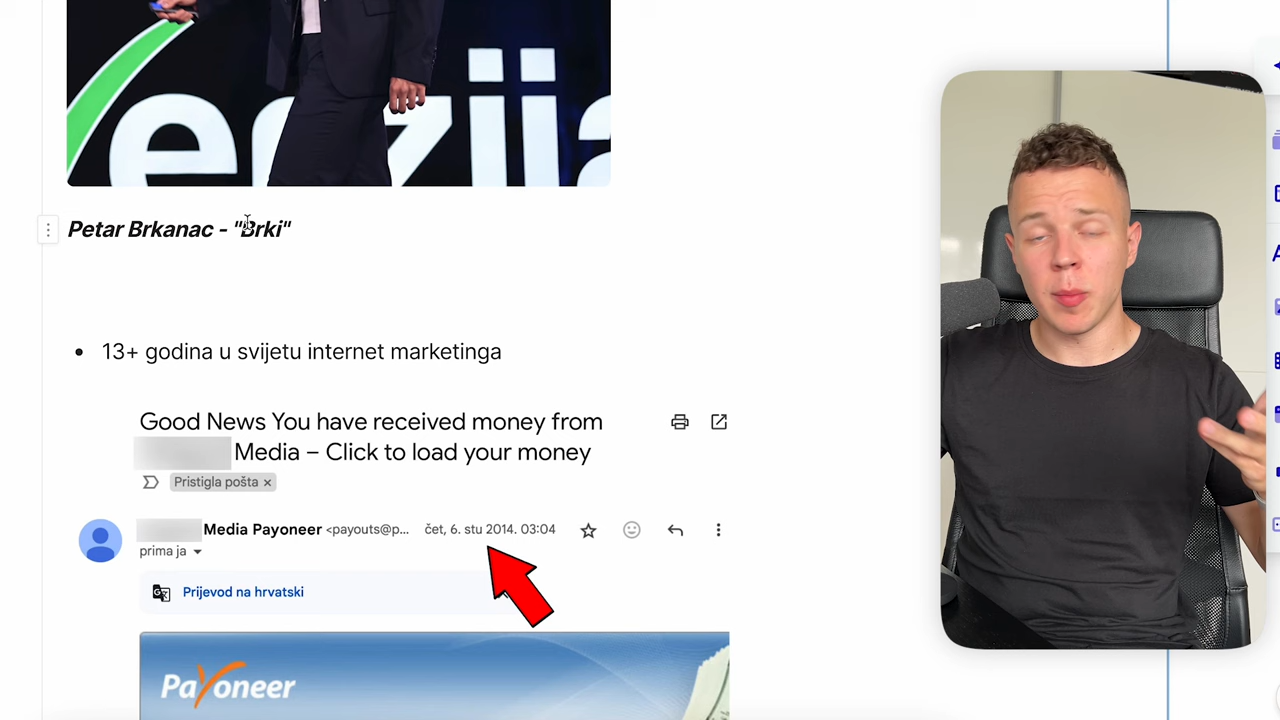 Petar Brkanac - "Brki"
13+ godina u svijetu internet marketinga
Good News You have received money from
Media – Click to load your money
Pristigla pošta ×
Media Payoneer <payouts@p... čet, 6. stu 2014. 03:04
prima ja
Prijevod na hrvatski
Payoneer